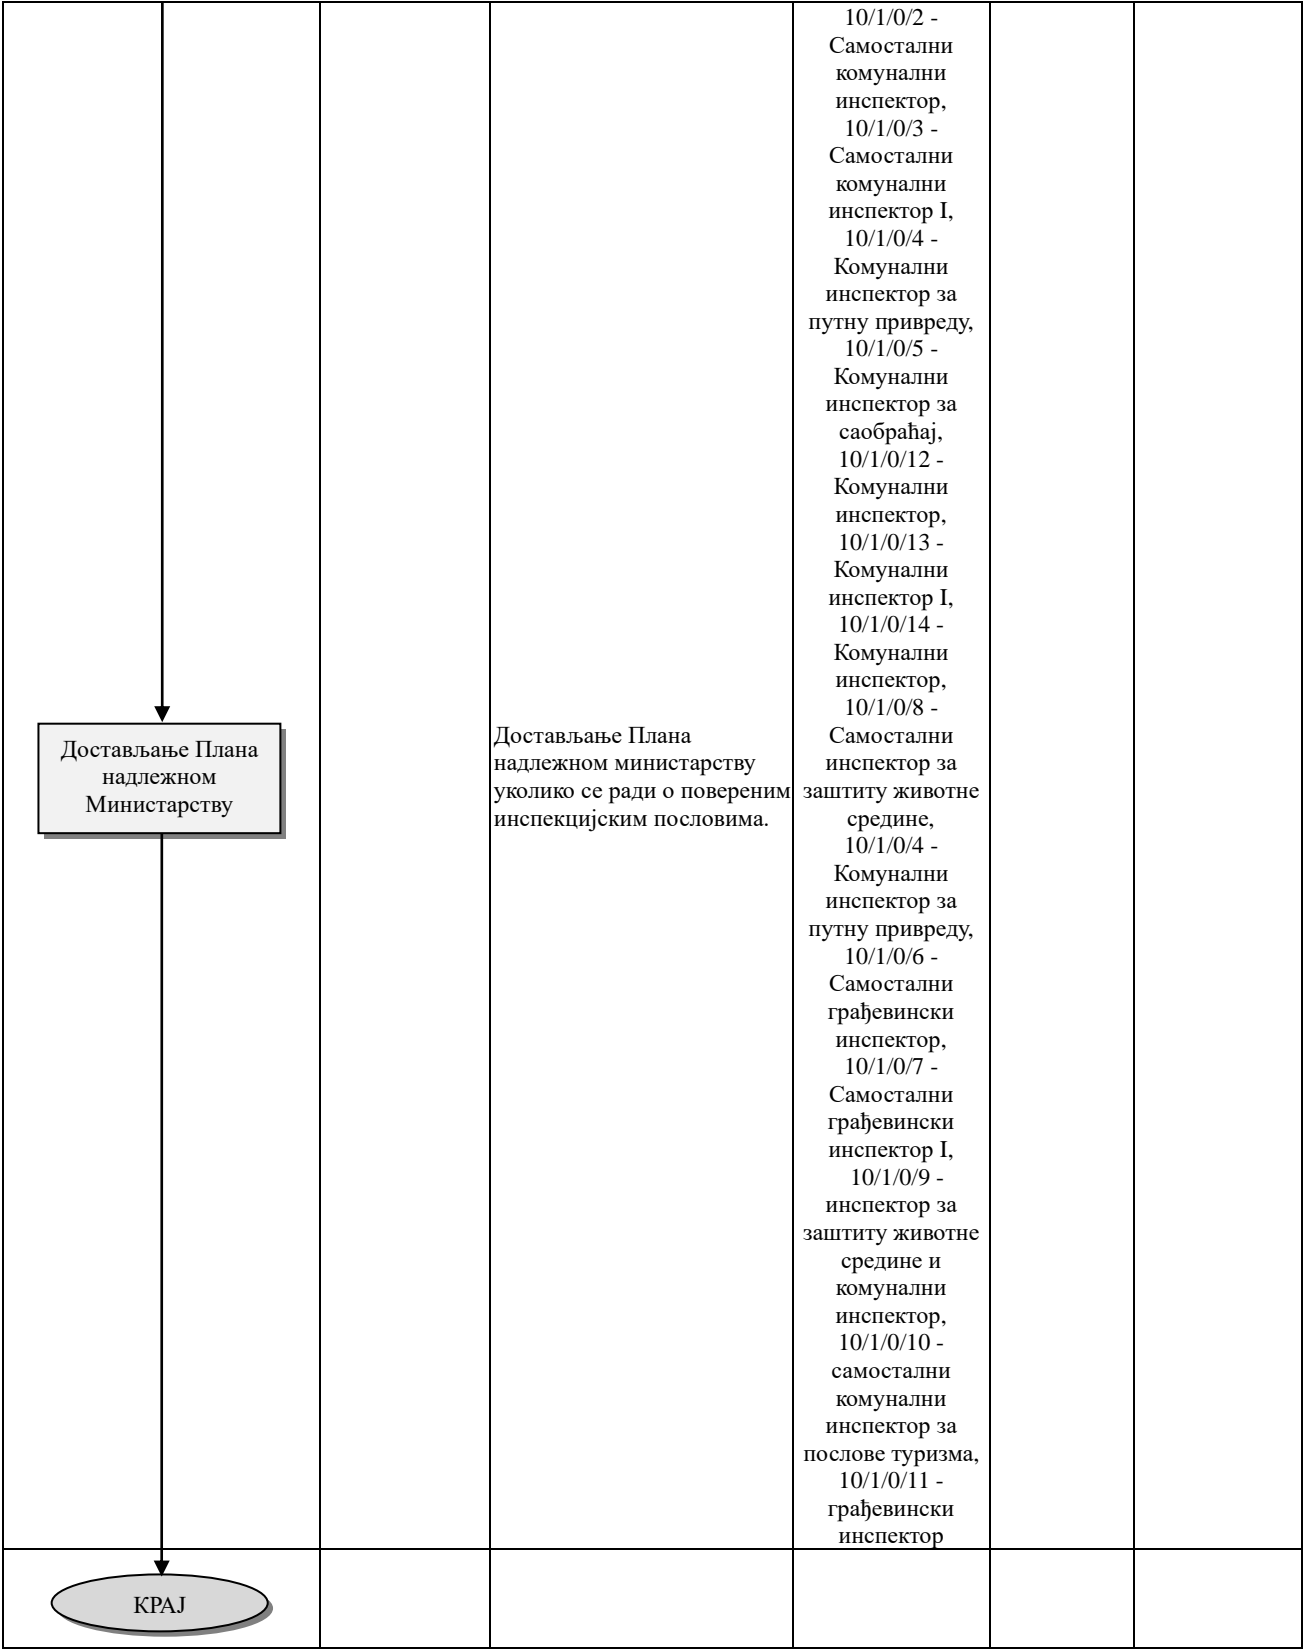 Достављање Плана
надлежном
Министарству
Достављање Плана
надлежном министарству
уколико се ради о повереним
инспекцијским пословима.
10/1/0/2 -
Самостални
комунални
инспектор,
10/1/0/3 -
Самостални
комунални
инспектор I,
10/1/0/4 -
Комунални
инспектор за
путну привреду,
10/1/0/5 -
Комунални
инспектор за
саобраћај,
10/1/0/12 -
Комунални
инспектор,
10/1/0/13 -
Комунални
инспектор I,
10/1/0/14 -
Комунални
инспектор,
10/1/0/8 -
Самостални
инспектор за
заштиту животне
средине,
10/1/0/4 -
Комунални
инспектор за
путну привреду,
10/1/0/6 -
Самостални
грађевински
инспектор,
10/1/0/7 -
Самостални
грађевински
инспектор I,
10/1/0/9 -
инспектор за
заштиту животне
средине и
комунални
инспектор,
10/1/0/10 -
самостални
комунални
инспектор за
послове туризма,
10/1/0/11 -
грађевински
инспектор
КРАЈ